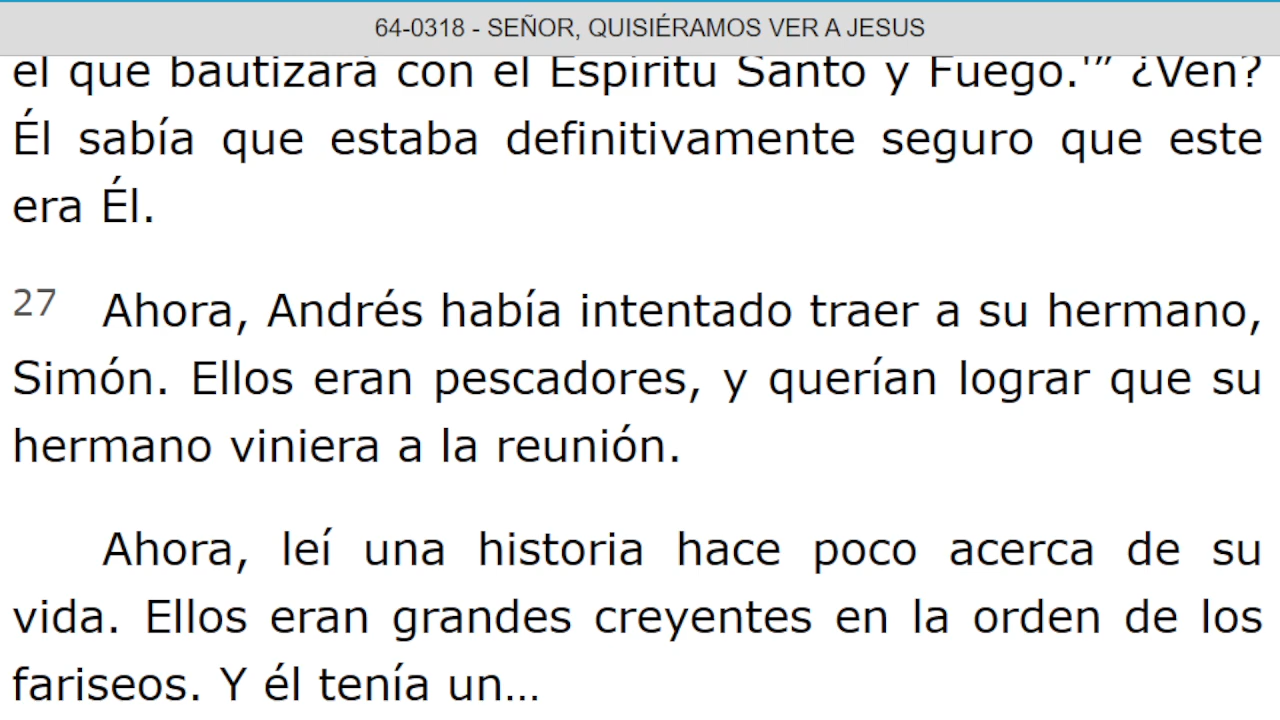 64-0318 - SEÑOR, QUISIÉRAMOS VER A JESUS
el que bautizará con el Espíritu Santo y Fuego.'” ¿Ven?
Él sabía que estaba definitivamente seguro que este
era Él.
27 Ahora, Andrés había intentado traer a su hermano,
Simón. Ellos eran pescadores, y querían lograr que su
hermano viniera a la reunión.
Ahora, leí una historia hace poco acerca de su
vida. Ellos eran grandes creyentes en la orden de los
fariseos. Y él tenía un...